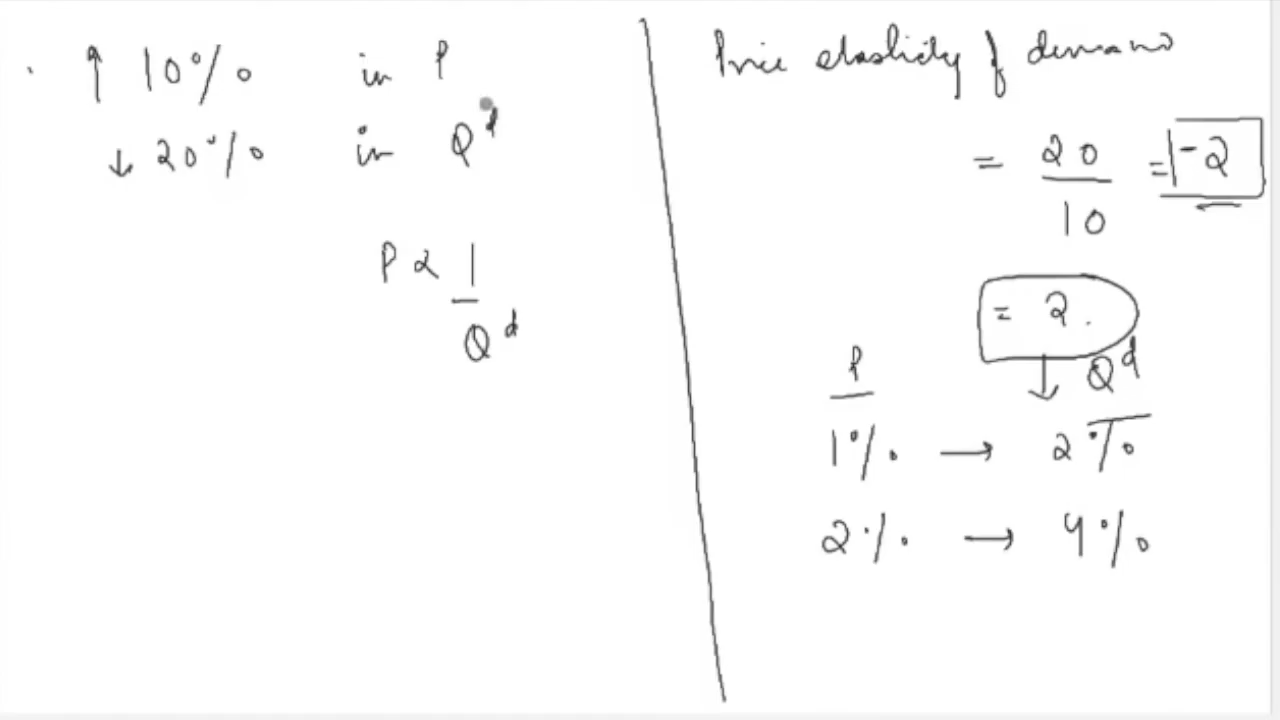 ↑ 10% in P
↓ 20% in Qᵈ
P ∝ 1
Qᵈ
Price elasticity of demand
= 20 = -2
10
= 2.
P ↓ Qᵈ
1% → 2%
2% → 4%